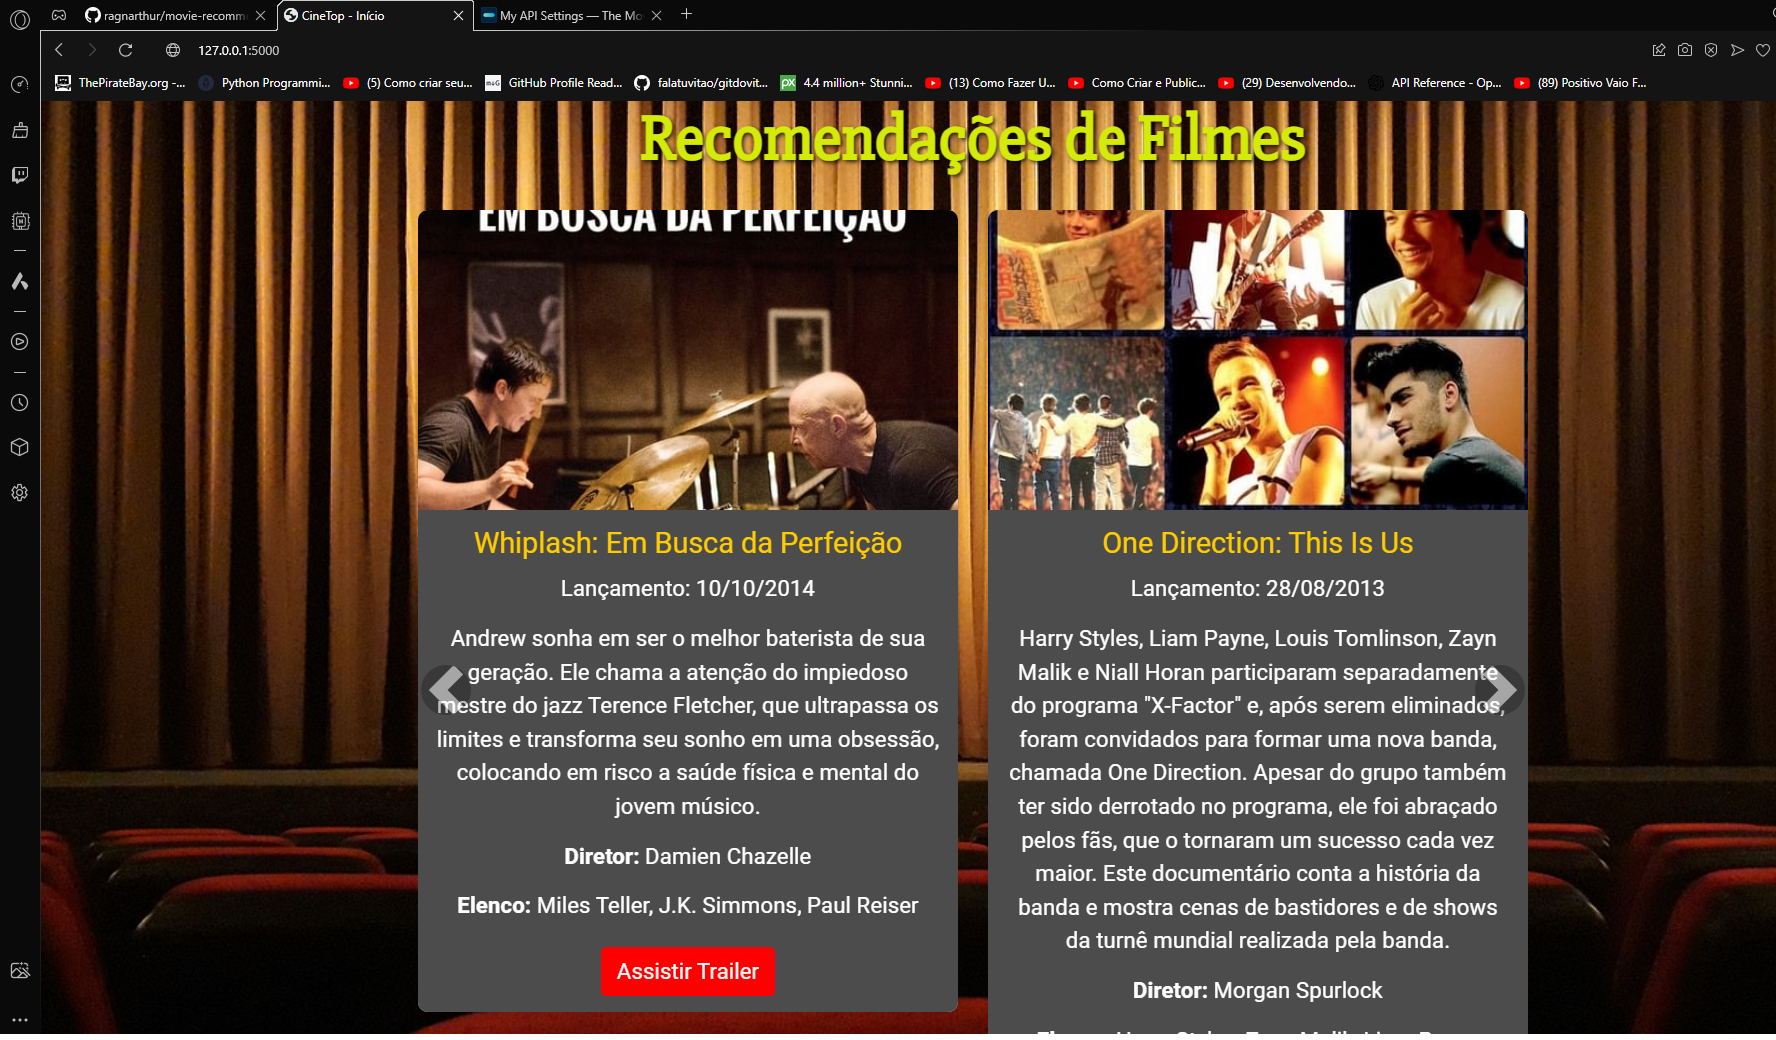 ragnarthur/movie-recomm
CineTop - Início
My API Settings — The Mo
127.0.0.1:5000
ThePirateBay.org -...
Python Programmi...
(5) Como criar seu...
GitHub Profile Read...
falatuvitao/gitdovit...
4.4 million+ Stunni...
(13) Como Fazer U...
Como Criar e Public...
(29) Desenvolvendo...
API Reference - Op...
(89) Positivo Vaio F...
Recomendações de Filmes
EM BUSCA DA PERFEIÇÃO
Whiplash: Em Busca da Perfeição
Lançamento: 10/10/2014
Andrew sonha em ser o melhor baterista de sua
geração. Ele chama a atenção do impiedoso
mestre do jazz Terence Fletcher, que ultrapassa os
limites e transforma seu sonho em uma obsessão,
colocando em risco a saúde física e mental do
jovem músico.
Diretor: Damien Chazelle
Elenco: Miles Teller, J.K. Simmons, Paul Reiser
Assistir Trailer
One Direction: This Is Us
Lançamento: 28/08/2013
Harry Styles, Liam Payne, Louis Tomlinson, Zayn
Malik e Niall Horan participaram separadamente
do programa "X-Factor" e, após serem eliminados,
foram convidados para formar uma nova banda,
chamada One Direction. Apesar do grupo também
ter sido derrotado no programa, ele foi abraçado
pelos fãs, que o tornaram um sucesso cada vez
maior. Este documentário conta a história da
banda e mostra cenas de bastidores e de shows
da turnê mundial realizada pela banda.
Diretor: Morgan Spurlock